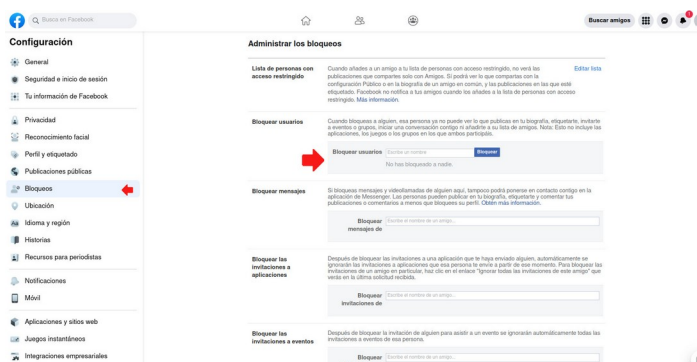 Busca en Facebook
Buscar amigos
Configuración
General
Seguridad e inicio de sesión
Tu información de Facebook
Privacidad
Reconocimiento facial
Perfil y etiquetado
Publicaciones públicas
Bloqueos
Ubicación
Idioma y región
Historias
Recursos para periodistas
Notificaciones
Móvil
Aplicaciones y sitios web
Juegos instantáneos
Integraciones empresariales
Administrar los bloqueos
Lista de personas con
acceso restringido
Cuando añades a un amigo a tu lista de personas con acceso restringido, no verá las
publicaciones que compartes solo con Amigos. Sí podrá ver lo que compartas con la
configuración Público o en la biografía de un amigo en común, y las publicaciones en las que esté
etiquetado. Facebook no notifica a tus amigos cuando los añades a la lista de personas con acceso
restringido. Más información.
Editar lista
Bloquear usuarios
Cuando bloqueas a alguien, esa persona ya no puede ver lo que publicas en tu biografía, etiquetarte, invitarte
a eventos o grupos, iniciar una conversación contigo ni añadirte a su lista de amigos. Nota: Esto no incluye las
aplicaciones, los juegos o los grupos en los que ambos participáis.
Bloquear usuarios
Escribe un nombre
Bloquear
No has bloqueado a nadie.
Bloquear mensajes
Si bloqueas mensajes y videollamadas de alguien aquí, tampoco podrá ponerse en contacto contigo en la
aplicación de Messenger. Las personas pueden publicar en tu biografía, etiquetarte y comentar tus
publicaciones o comentarios a menos que bloquees su perfil. Obtén más información.
Bloquear
mensajes de
Escribe el nombre de un amigo...
Bloquear las
invitaciones a
aplicaciones
Después de bloquear las invitaciones a una aplicación que te haya enviado alguien, automáticamente se
ignorarán las invitaciones a aplicaciones que esa persona te envíe a partir de ese momento. Para bloquear las
invitaciones de un amigo en particular, haz clic en el enlace "Ignorar todas las invitaciones de este amigo" que
verás en la última solicitud recibida.
Bloquear
invitaciones de
Escribe el nombre de un amigo...
Bloquear las
invitaciones a eventos
Después de bloquear la invitación de alguien para asistir a un evento se ignorarán automáticamente todas las
invitaciones a eventos de esa persona.
Bloquear
Escribe el nombre de un amigo...